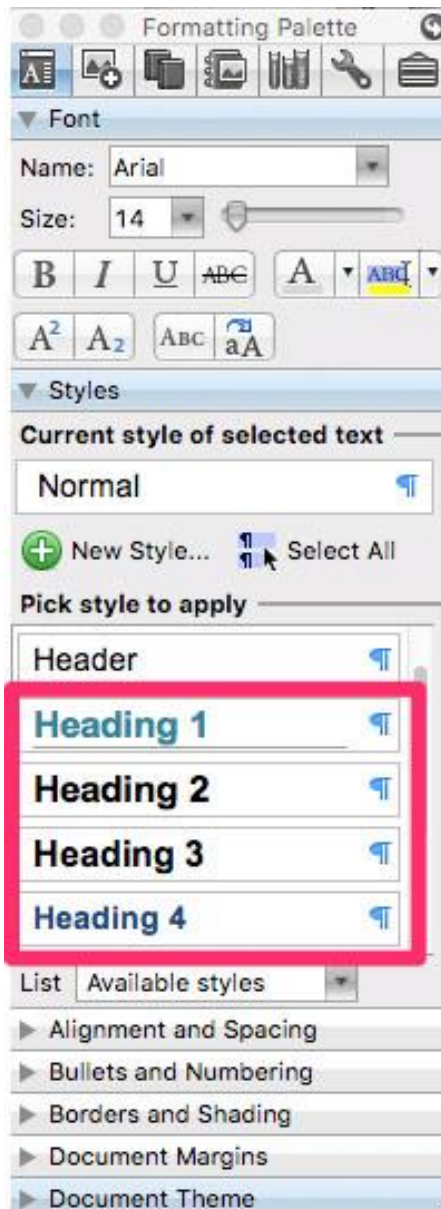 Formatting Palette
Font
Name: Arial
Size: 14
B I U ABC A ABC
A² A₂ ABC aA
Styles
Current style of selected text
Normal ¶
New Style... Select All
Pick style to apply
Header ¶
Heading 1 ¶
Heading 2 ¶
Heading 3 ¶
Heading 4 ¶
List Available styles
Alignment and Spacing
Bullets and Numbering
Borders and Shading
Document Margins
Document Theme